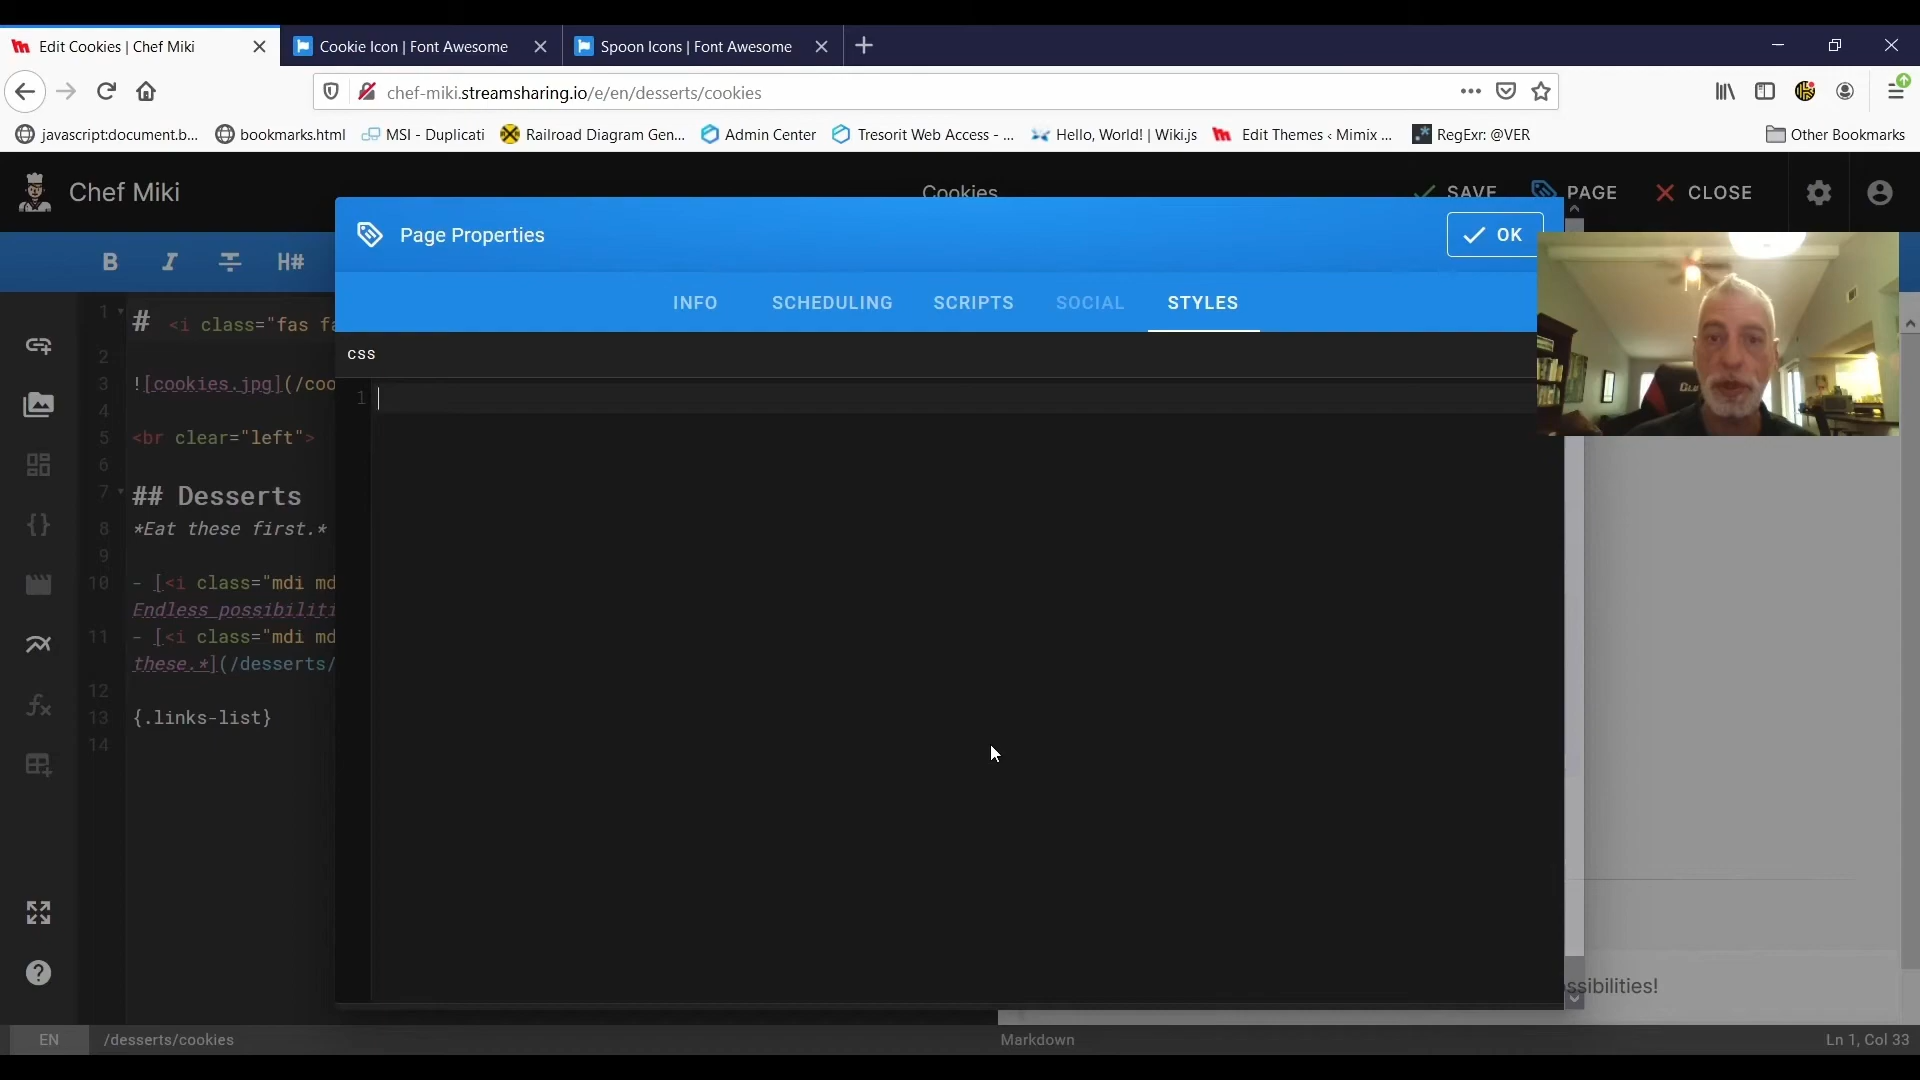 Edit Cookies | Chef Miki
Cookie Icon | Font Awesome
Spoon Icons | Font Awesome
chef-miki.streamsharing.io/e/en/desserts/cookies
javascript:document.b...
bookmarks.html
MSI - Duplicati
Railroad Diagram Gen...
Admin Center
Tresorit Web Access - ...
Hello, World! | Wiki.js
Edit Themes ‹ Mimix ...
RegExr: @VER
Other Bookmarks
Chef Miki
Cookies
SAVE
PAGE
CLOSE
Page Properties
OK
B
I
H#
INFO
SCHEDULING
SCRIPTS
SOCIAL
STYLES
CSS
1
1 # <i class="fas fa
2
3 ![cookies.jpg](/coo
4
5 <br clear="left">
6
7 ## Desserts
8 *Eat these first.*
9
10 - [<i class="mdi md
Endless possibiliti
11 - [<i class="mdi md
these.*](/desserts/
12
13 {.links-list}
14
ssibilities!
EN
/desserts/cookies
Markdown
Ln 1, Col 33